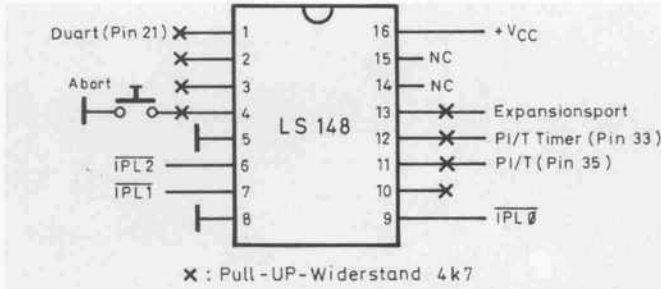 Duart (Pin 21) 1 16 +VCC
2 15 NC
3 14 NC
Abort
4 13 Expansionsport
LS 148
5 12 PI/T Timer (Pin 33)
IPL2 6 11 PI/T (Pin 35)
IPL1 7 10
8 9 IPL0
x : Pull-UP-Widerstand 4k7